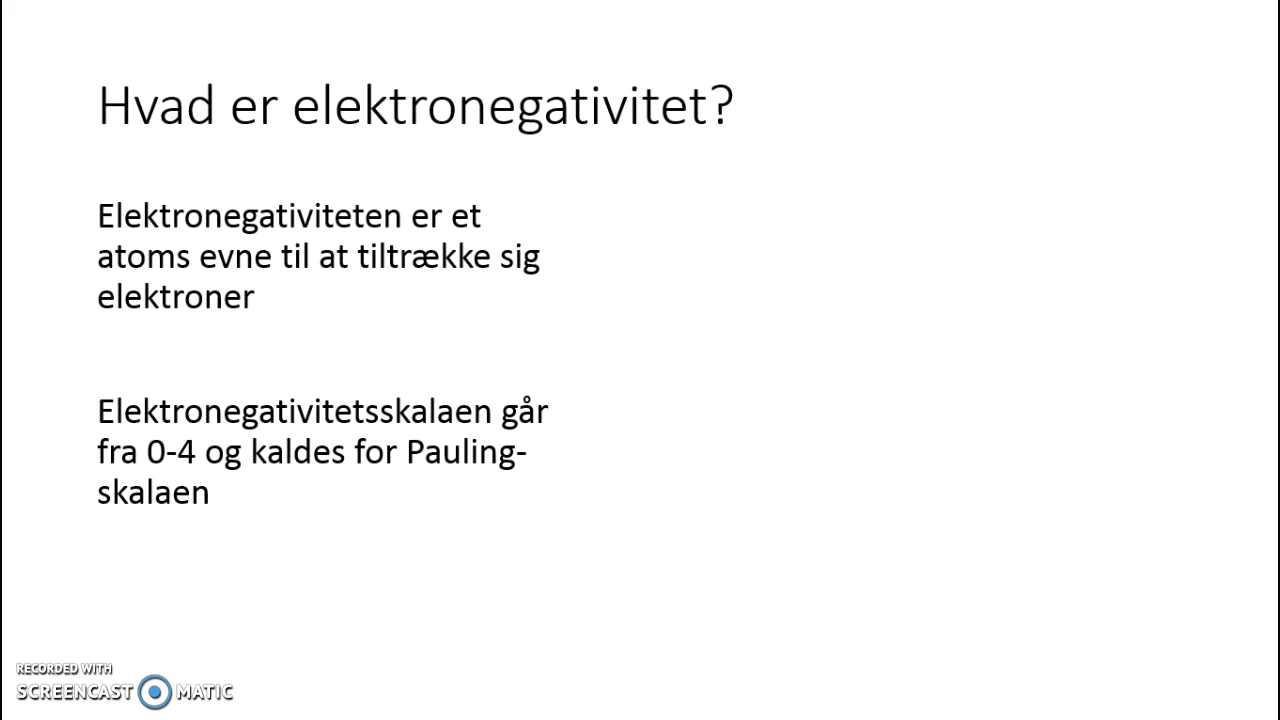 Hvad er elektronegativitet?
Elektronegativiteten er et
atoms evne til at tiltrække sig
elektroner
Elektronegativitetsskalaen går
fra 0-4 og kaldes for Pauling-
skalaen
RECORDED WITH
SCREENCAST MATIC